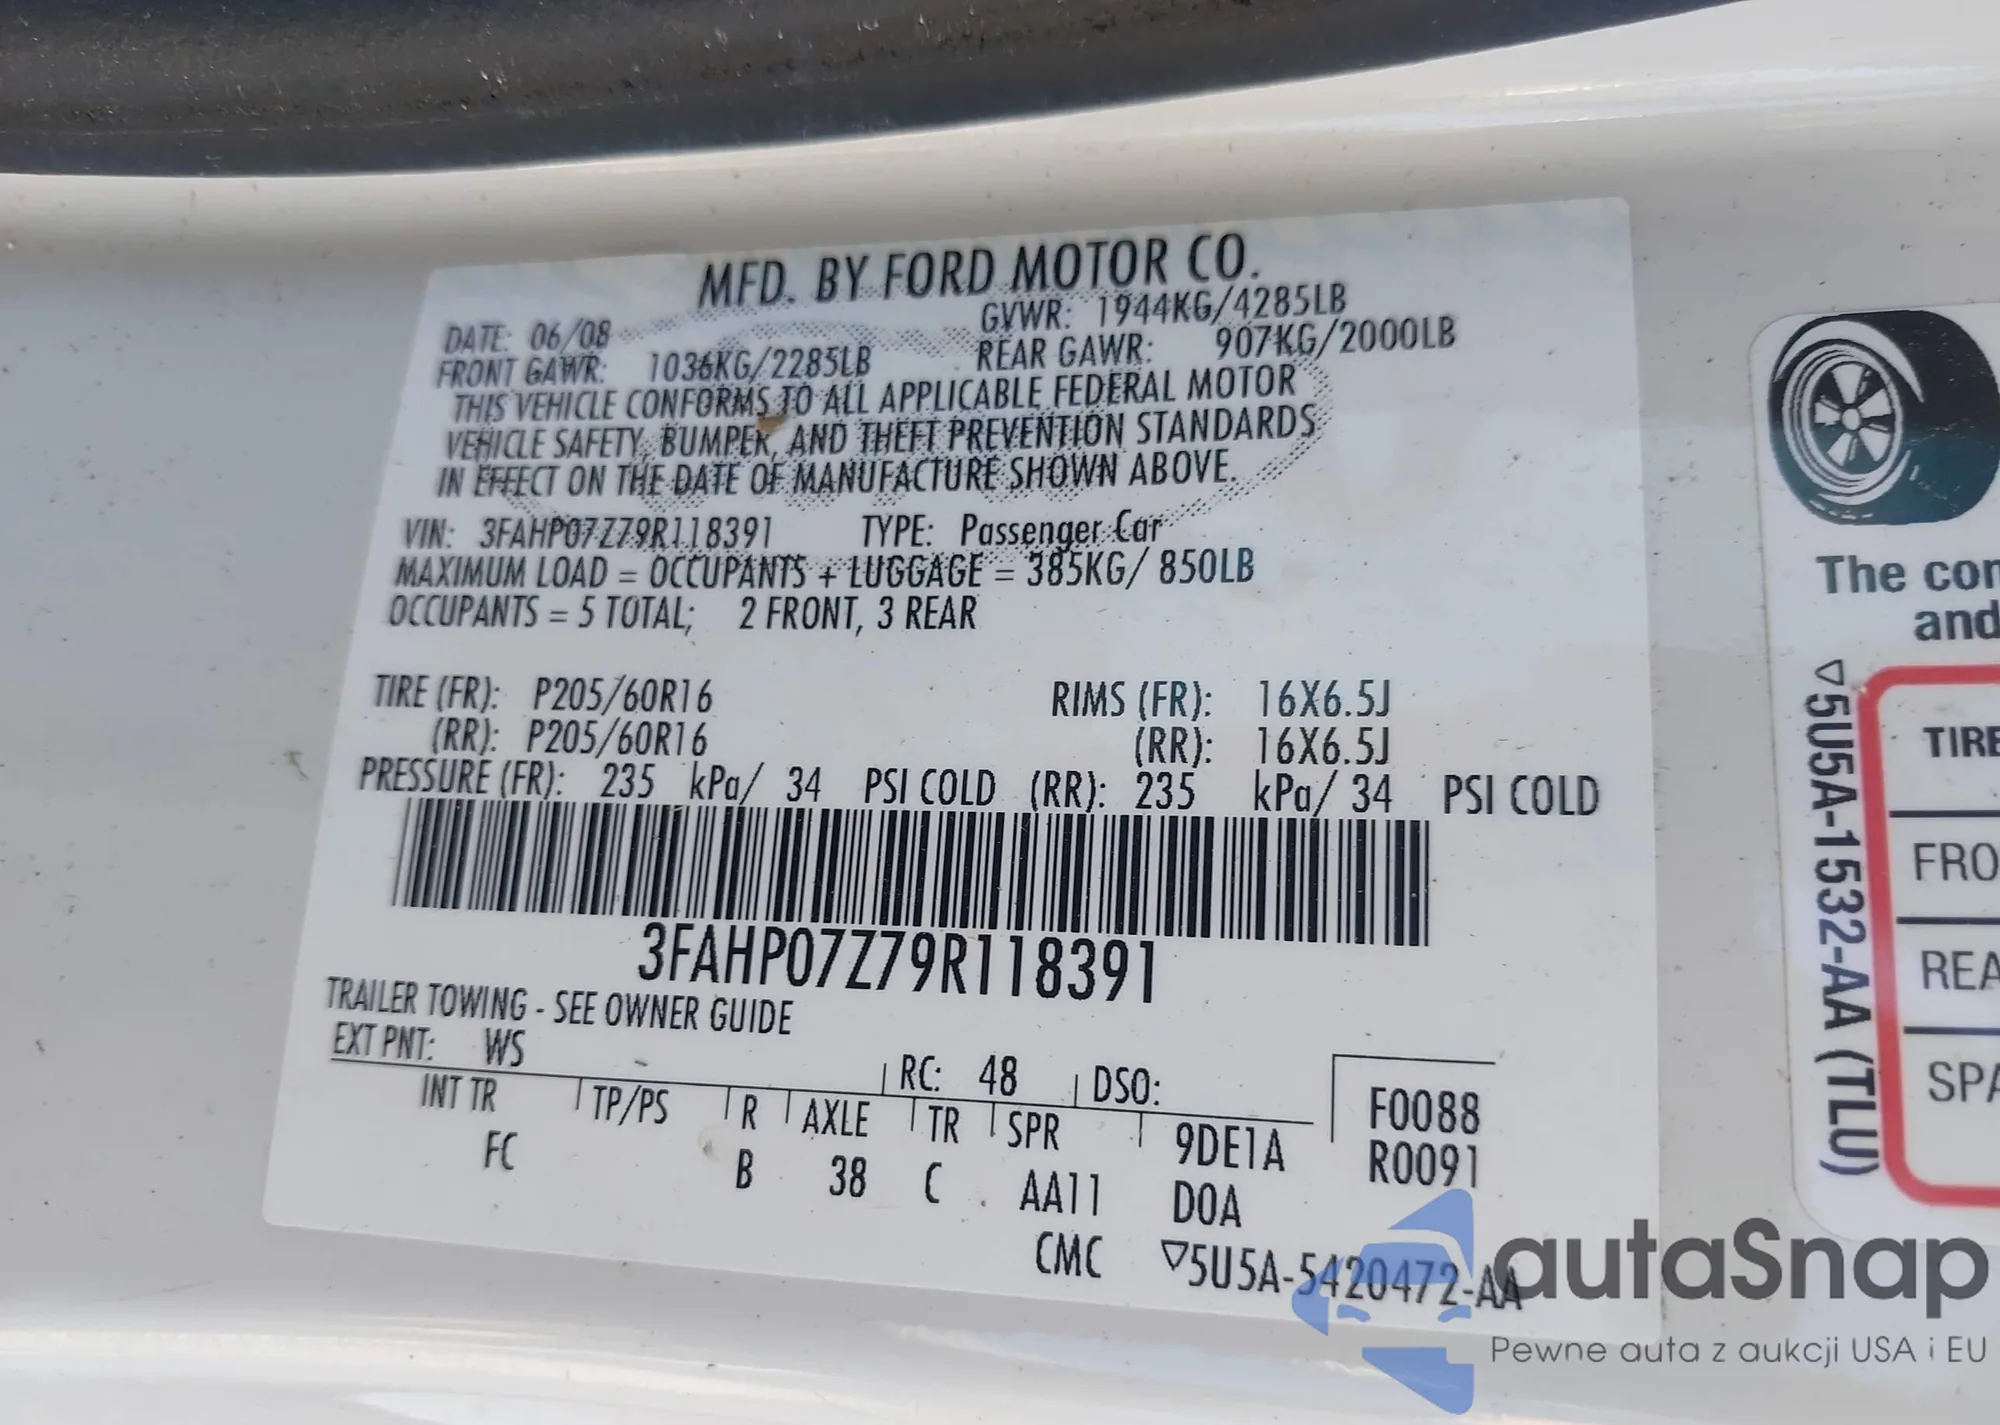 MFD. BY FORD MOTOR CO.
DATE: 06/08 GVWR: 1944KG/4285LB
FRONT GAWR: 1036KG/2285LB REAR GAWR: 907KG/2000LB
THIS VEHICLE CONFORMS TO ALL APPLICABLE FEDERAL MOTOR
VEHICLE SAFETY, BUMPER, AND THEFT PREVENTION STANDARDS
IN EFFECT ON THE DATE OF MANUFACTURE SHOWN ABOVE.
VIN: 3FAHP07Z79R118391 TYPE: Passenger Car
MAXIMUM LOAD = OCCUPANTS + LUGGAGE = 385KG/ 850LB
OCCUPANTS = 5 TOTAL; 2 FRONT, 3 REAR
TIRE (FR): P205/60R16 RIMS (FR): 16X6.5J
(RR): P205/60R16 (RR): 16X6.5J
PRESSURE (FR): 235 kPa/ 34 PSI COLD (RR): 235 kPa/ 34 PSI COLD
3FAHP07Z79R118391
TRAILER TOWING - SEE OWNER GUIDE
EXT PNT: WS RC: 48 DSO:
INT TR TP/PS R AXLE TR SPR 9DE1A F0088
FC B 38 C AA11 DOA R0091
CMC ▽5U5A-5420472-AA
The con
and
▽5U5A-1532-AA (TLU)
TIRE
FRO
REA
SPA
autaSnap
Pewne auta z aukcji USA i EU